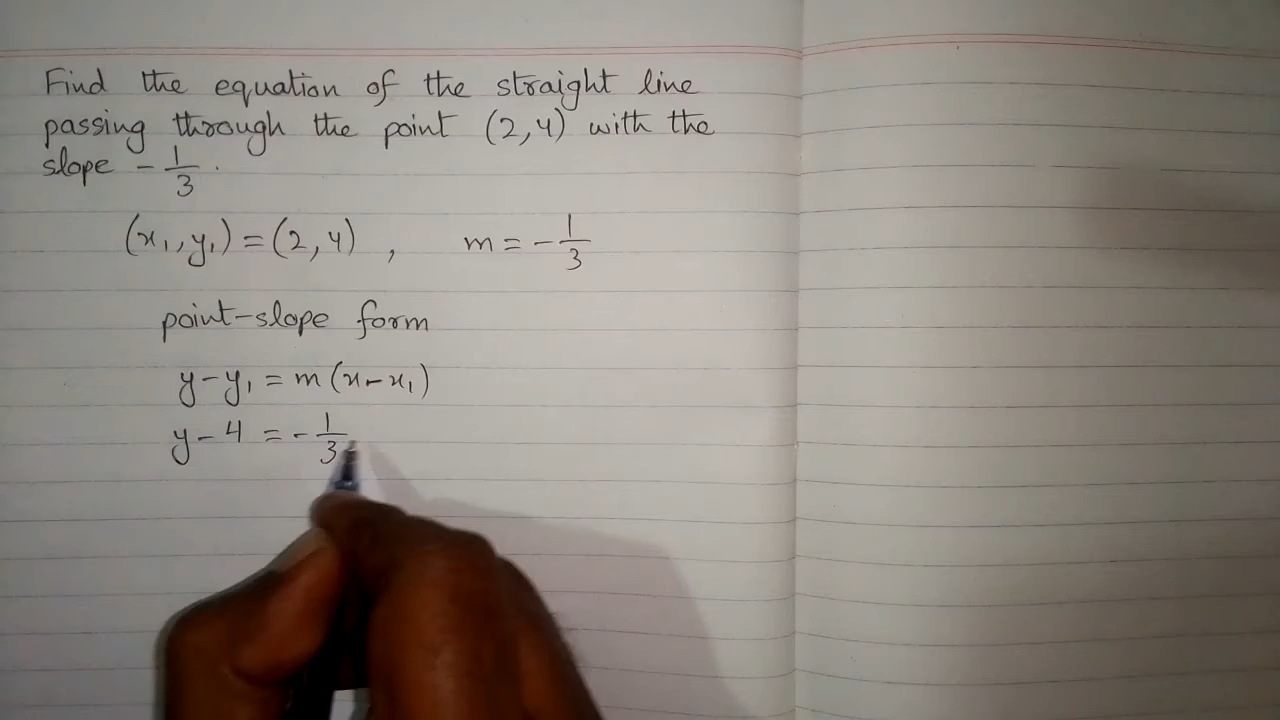 Find the equation of the straight line
passing through the point (2,4) with the
slope -1/3.
(x₁,y₁)=(2,4) , m=-1/3
point-slope form
y-y₁=m(x-x₁)
y-4=-1/3